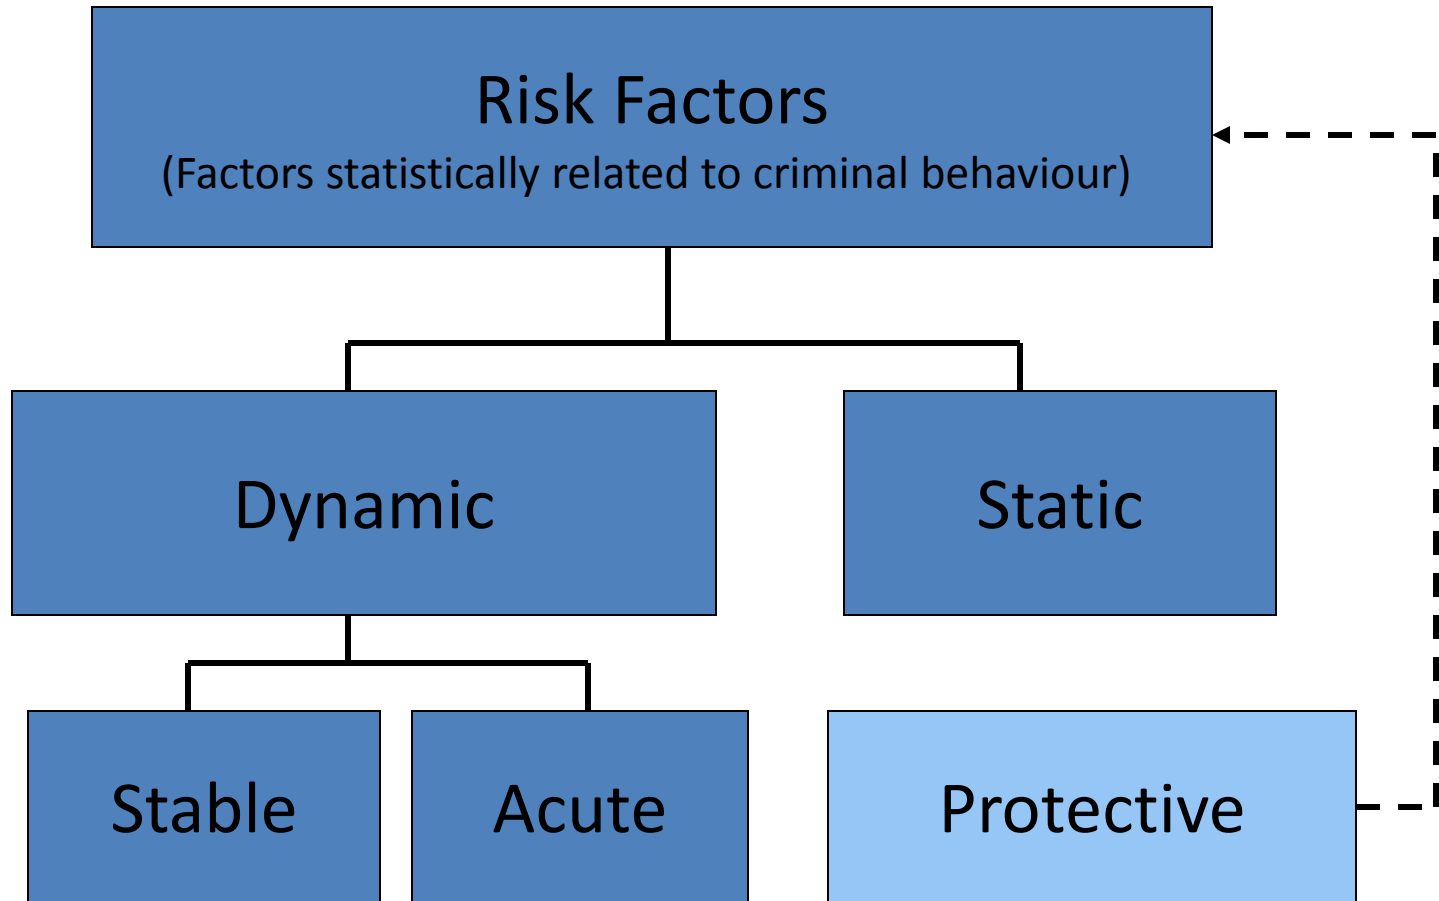 Risk Factors
(Factors statistically related to criminal behaviour)
Dynamic
Static
Stable
Acute
Protective